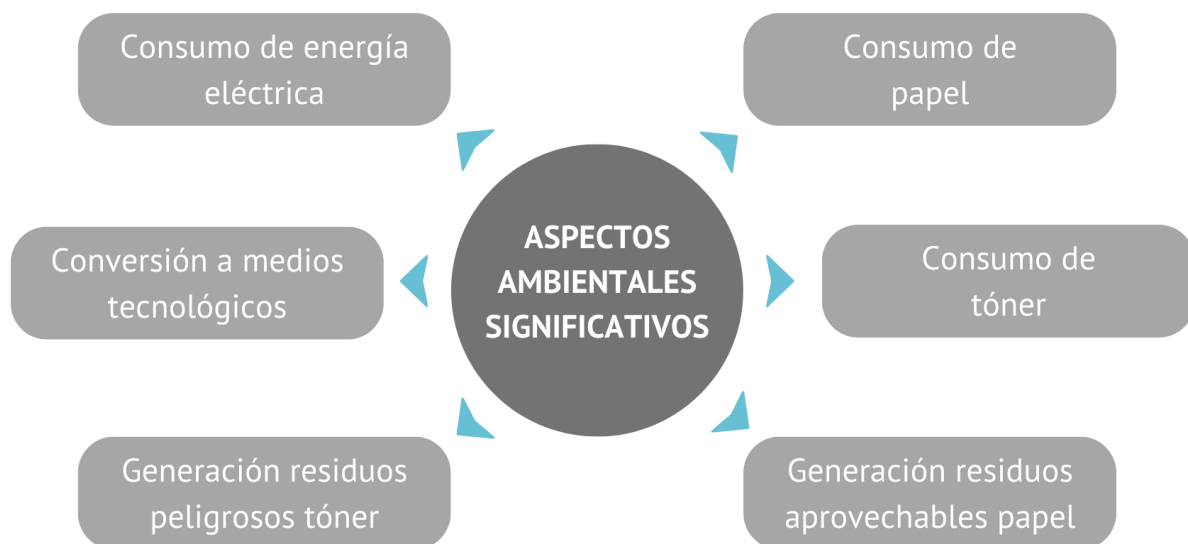 Consumo de energía
eléctrica
Consumo de
papel
Conversión a medios
tecnológicos
ASPECTOS
AMBIENTALES
SIGNIFICATIVOS
Consumo de
tóner
Generación residuos
peligrosos tóner
Generación residuos
aprovechables papel